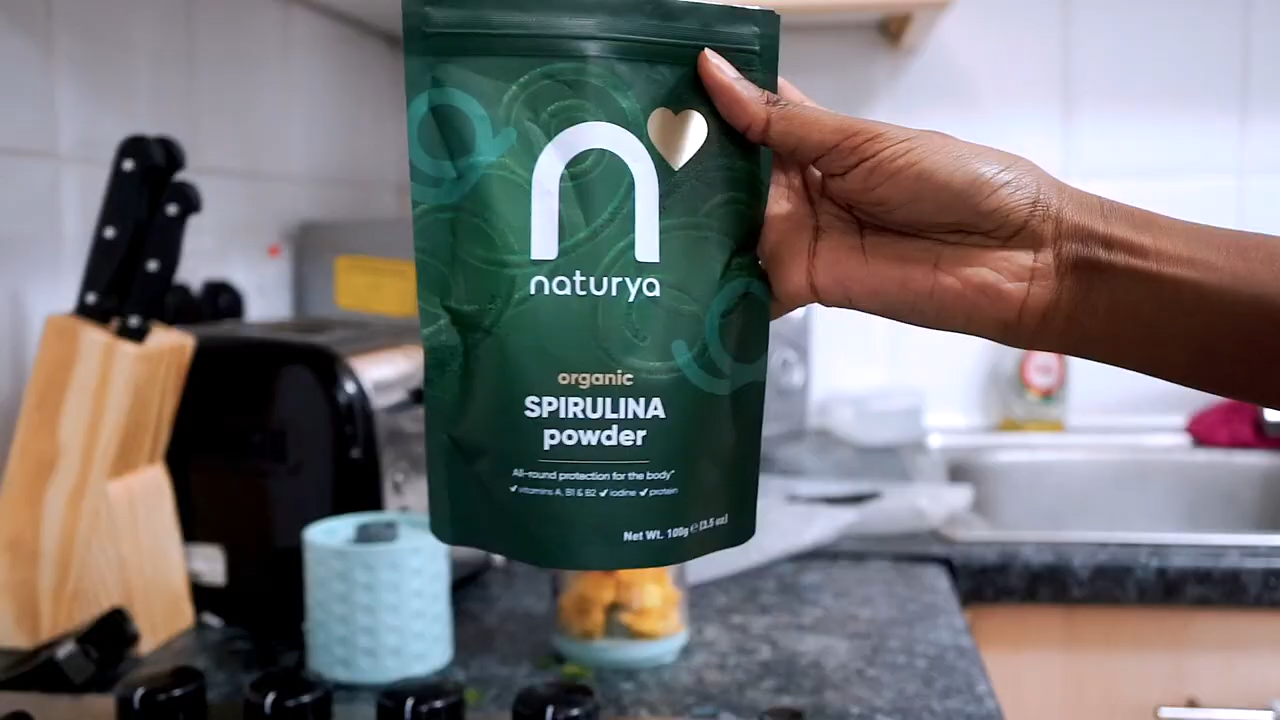 n
naturya
organic
SPIRULINA
powder
All-round protection for the body*
✓ vitamins A, B1 & B2 ✓ iodine ✓ protein
Net Wt. 100g ℮ (3.5 oz)